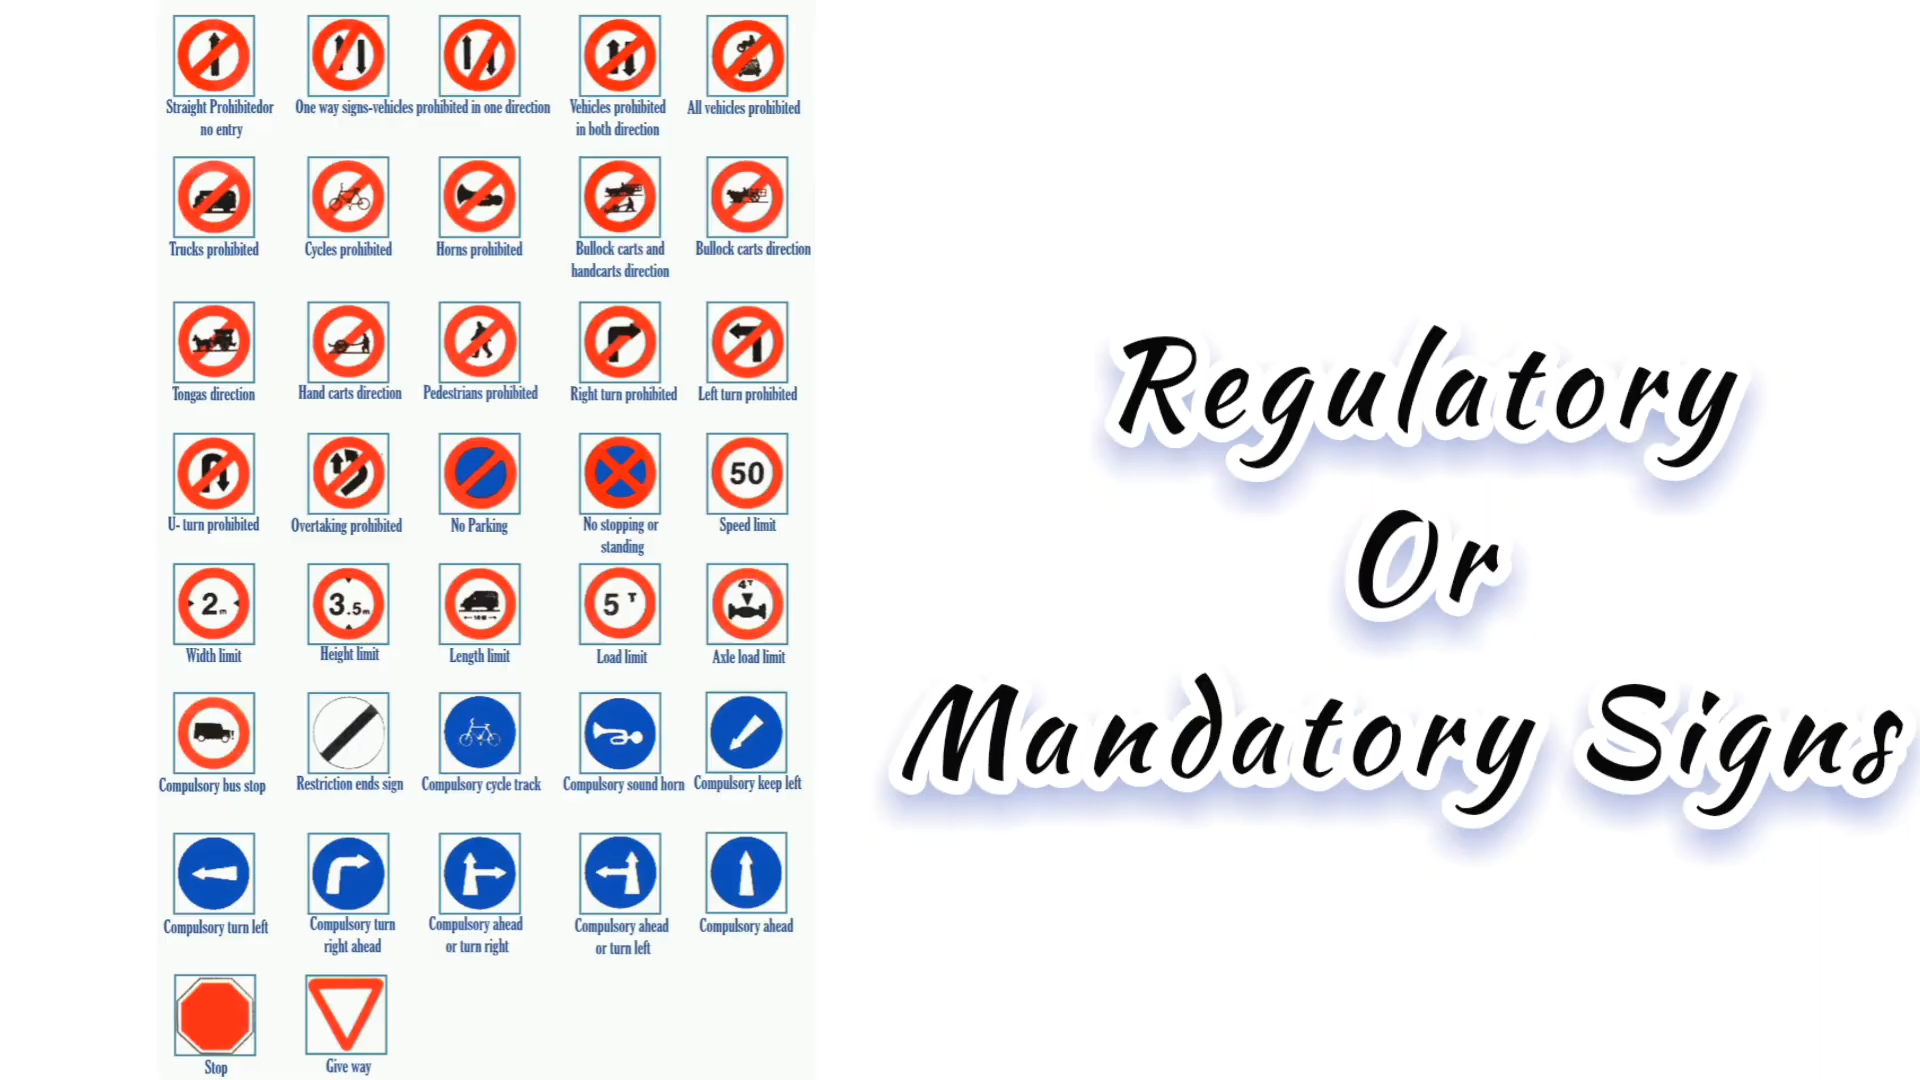 Straight Prohibitedor
no entry
One way signs-vehicles prohibited in one direction
Vehicles prohibited
in both direction
All vehicles prohibited
Trucks prohibited
Cycles prohibited
Horns prohibited
Bullock carts and
handcarts direction
Bullock carts direction
Tongas direction
Hand carts direction
Pedestrians prohibited
Right turn prohibited
Left turn prohibited
50
U- turn prohibited
Overtaking prohibited
No Parking
No stopping or
standing
Speed limit
2m
3.5m
5 T
4T
Width limit
Height limit
Length limit
Load limit
Axle load limit
Compulsory bus stop
Restriction ends sign
Compulsory cycle track
Compulsory sound horn
Compulsory keep left
Compulsory turn left
Compulsory turn
right ahead
Compulsory ahead
or turn right
Compulsory ahead
or turn left
Compulsory ahead
Stop
Give way
Regulatory
Or
Mandatory Signs